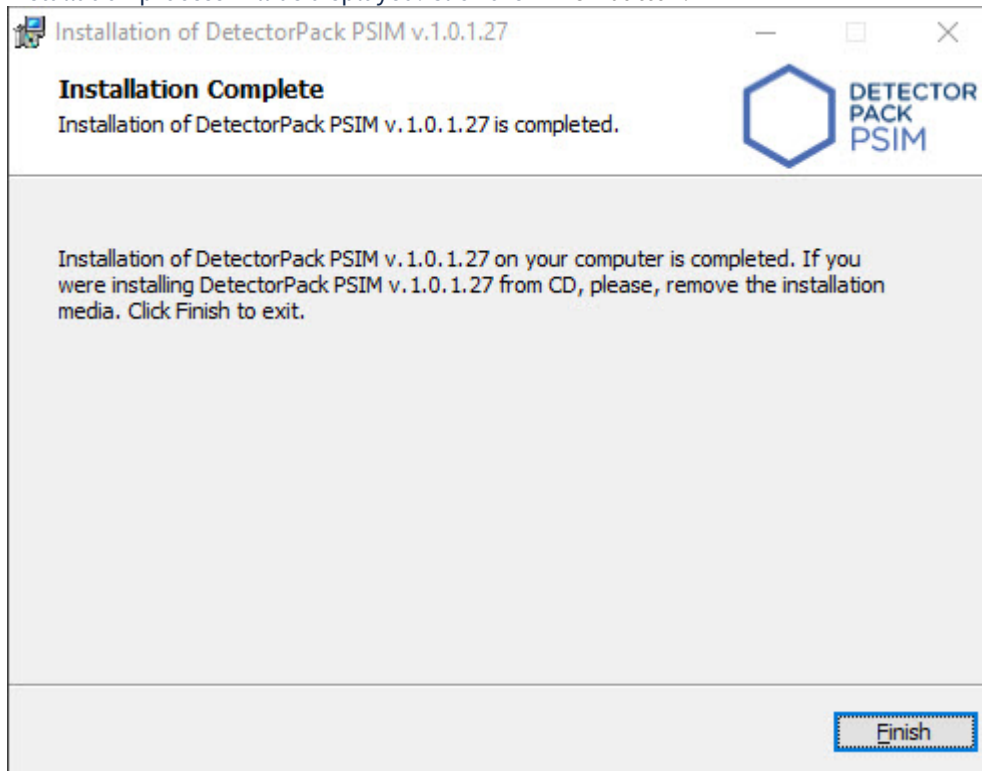 Installation of DetectorPack PSIM v.1.0.1.27
Installation Complete
Installation of DetectorPack PSIM v.1.0.1.27 is completed.
DETECTOR
PACK
PSIM
Installation of DetectorPack PSIM v.1.0.1.27 on your computer is completed. If you
were installing DetectorPack PSIM v.1.0.1.27 from CD, please, remove the installation
media. Click Finish to exit.
Finish